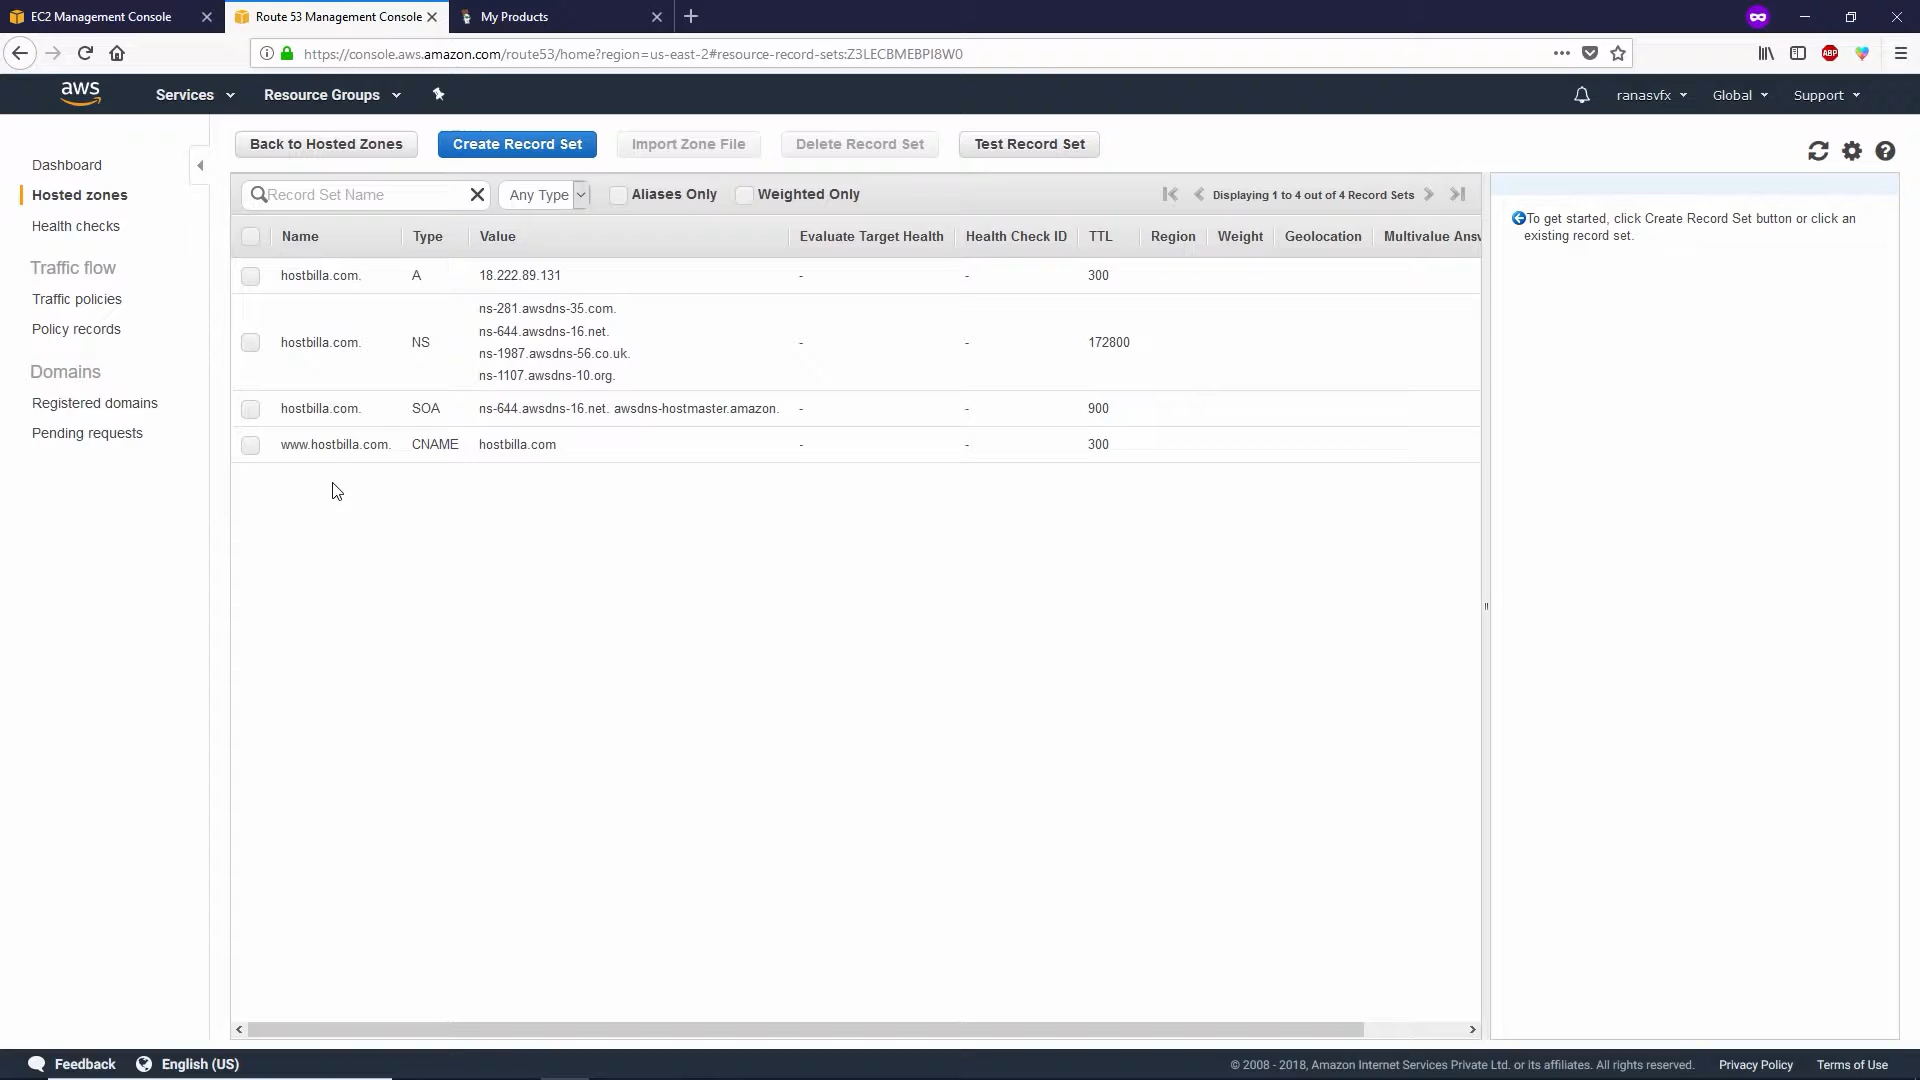 EC2 Management Console
Route 53 Management Console
My Products
https://console.aws.amazon.com/route53/home?region=us-east-2#resource-record-sets:Z3LECBMEBPI8W0
ABP
aws
Services
Resource Groups
ranasvfx
Global
Support
Dashboard
Hosted zones
Health checks
Traffic flow
Traffic policies
Policy records
Domains
Registered domains
Pending requests
Back to Hosted Zones
Create Record Set
Import Zone File
Delete Record Set
Test Record Set
Record Set Name
Any Type
Aliases Only
Weighted Only
Displaying 1 to 4 out of 4 Record Sets
Name Type Value Evaluate Target Health Health Check ID TTL Region Weight Geolocation Multivalue Ansv
hostbilla.com. A 18.222.89.131 - - 300
hostbilla.com. NS ns-281.awsdns-35.com. - - 172800
ns-644.awsdns-16.net.
ns-1987.awsdns-56.co.uk.
ns-1107.awsdns-10.org.
hostbilla.com. SOA ns-644.awsdns-16.net. awsdns-hostmaster.amazon. - - 900
www.hostbilla.com. CNAME hostbilla.com - - 300
To get started, click Create Record Set button or click an
existing record set.
Feedback
English (US)
© 2008 - 2018, Amazon Internet Services Private Ltd. or its affiliates. All rights reserved.
Privacy Policy
Terms of Use